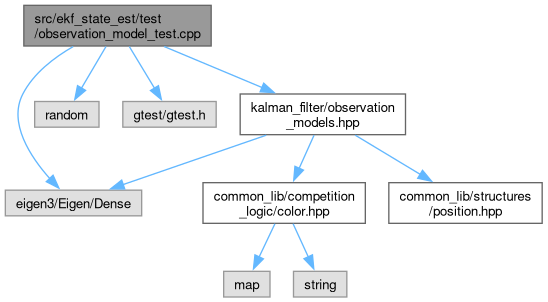 src/ekf_state_est/test
/observation_model_test.cpp
random
gtest/gtest.h
kalman_filter/observation
_models.hpp
eigen3/Eigen/Dense
common_lib/competition
_logic/color.hpp
common_lib/structures
/position.hpp
map
string